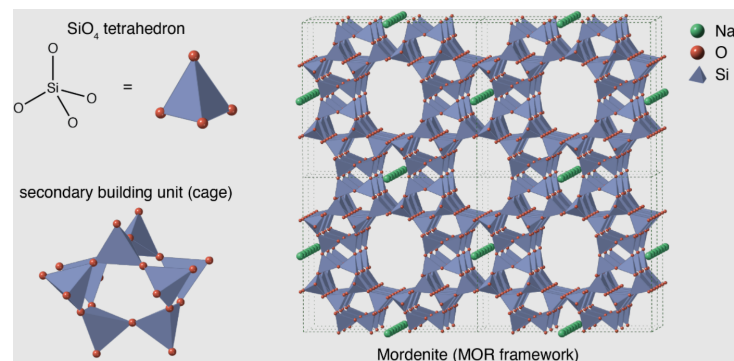 SiO4 tetrahedron
O
Si
O
O
O
=
secondary building unit (cage)
Na
O
Si
Mordenite (MOR framework)